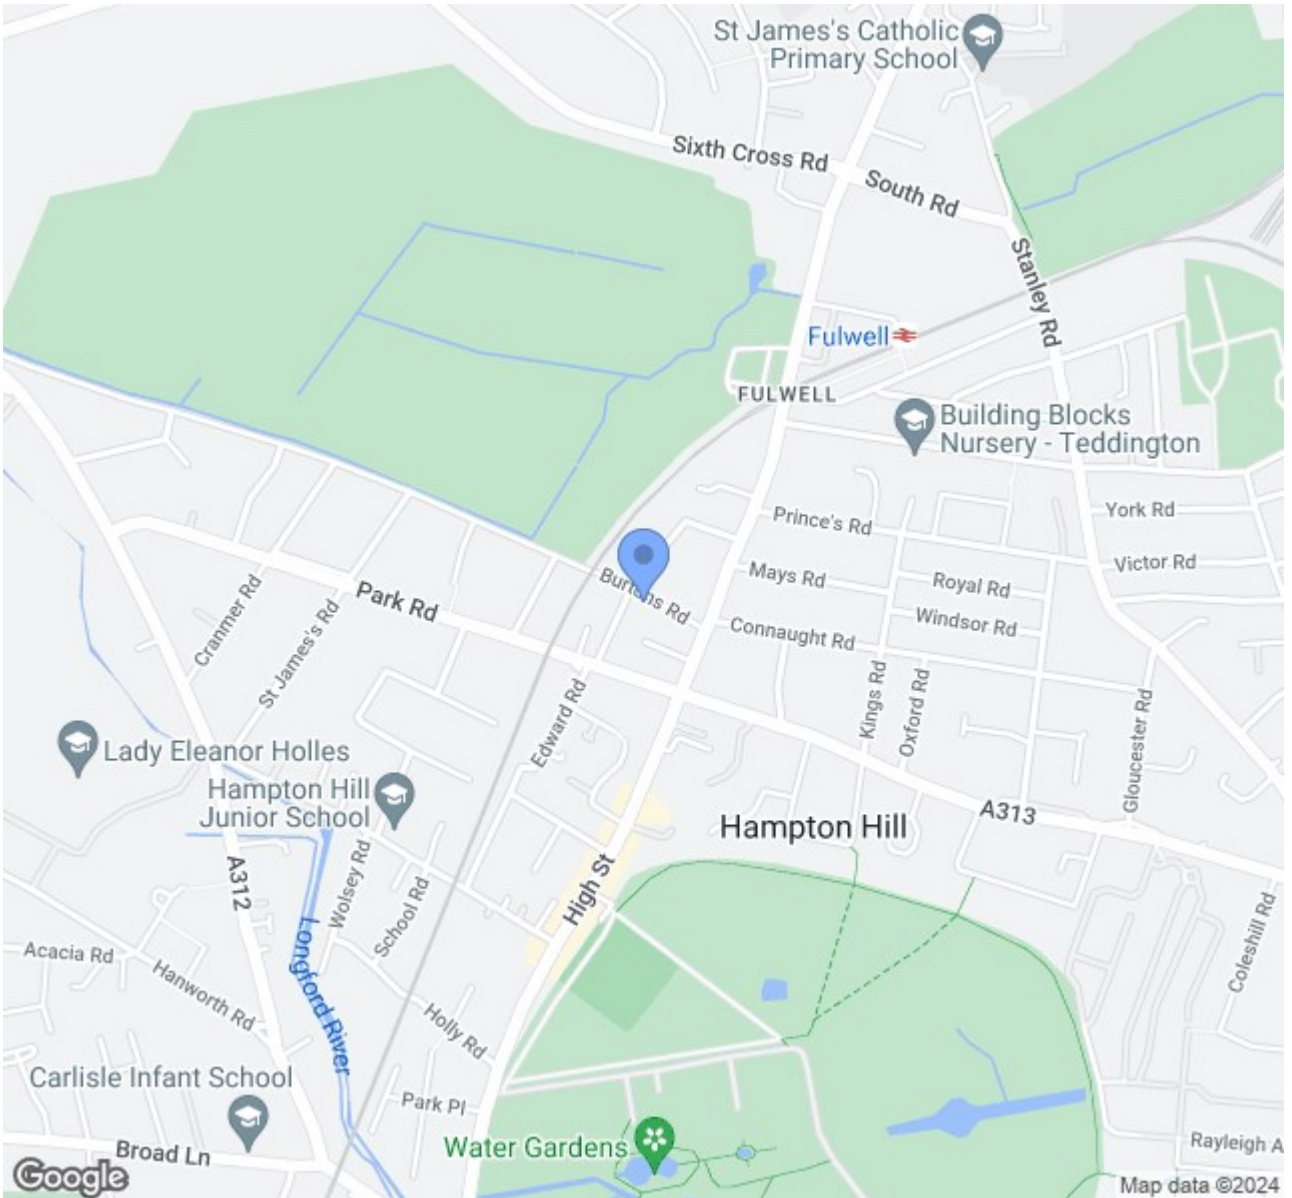 St James's Catholic
Primary School
Sixth Cross Rd
South Rd
Stanley Rd
Fulwell
FULWELL
Building Blocks
Nursery - Teddington
York Rd
Prince's Rd
Victor Rd
Mays Rd
Royal Rd
Burtons Rd
Windsor Rd
Connaught Rd
Park Rd
Cranmer Rd
St James's Rd
Kings Rd
Oxford Rd
Gloucester Rd
Edward Rd
Lady Eleanor Holles
Hampton Hill
Junior School
A313
Hampton Hill
A312
Wolsey Rd
School Rd
High St
Longford River
Acacia Rd
Hanworth Rd
Coleshill Rd
Holly Rd
Carlisle Infant School
Park Pl
Water Gardens
Broad Ln
Rayleigh A
Google
Map data ©2024